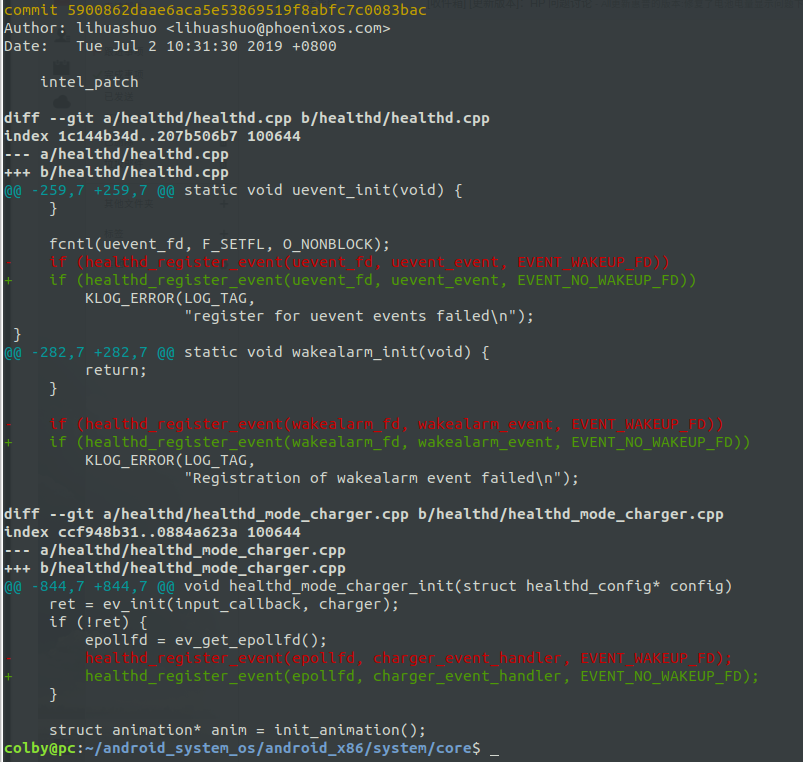 commit 5900862daae6aca5e53869519f8abfc7c0083bac
Author: lihuashuo <lihuashuo@phoenixos.com>
Date:   Tue Jul 2 10:31:30 2019 +0800

    intel_patch

diff --git a/healthd/healthd.cpp b/healthd/healthd.cpp
index 1c144b34d..207b506b7 100644
--- a/healthd/healthd.cpp
+++ b/healthd/healthd.cpp
@@ -259,7 +259,7 @@ static void uevent_init(void) {
     }

     fcntl(uevent_fd, F_SETFL, O_NONBLOCK);
-    if (healthd_register_event(uevent_fd, uevent_event, EVENT_WAKEUP_FD))
+    if (healthd_register_event(uevent_fd, uevent_event, EVENT_NO_WAKEUP_FD))
         KLOG_ERROR(LOG_TAG,
                    "register for uevent events failed\n");
 }
@@ -282,7 +282,7 @@ static void wakealarm_init(void) {
         return;
     }

-    if (healthd_register_event(wakealarm_fd, wakealarm_event, EVENT_WAKEUP_FD))
+    if (healthd_register_event(wakealarm_fd, wakealarm_event, EVENT_NO_WAKEUP_FD))
         KLOG_ERROR(LOG_TAG,
                    "Registration of wakealarm event failed\n");

diff --git a/healthd/healthd_mode_charger.cpp b/healthd/healthd_mode_charger.cpp
index ccf948b31..0884a623a 100644
--- a/healthd/healthd_mode_charger.cpp
+++ b/healthd/healthd_mode_charger.cpp
@@ -844,7 +844,7 @@ void healthd_mode_charger_init(struct healthd_config* config)
     ret = ev_init(input_callback, charger);
     if (!ret) {
         epollfd = ev_get_epollfd();
-        healthd_register_event(epollfd, charger_event_handler, EVENT_WAKEUP_FD);
+        healthd_register_event(epollfd, charger_event_handler, EVENT_NO_WAKEUP_FD);
     }

     struct animation* anim = init_animation();
colby@pc:~/android_system_os/android_x86/system/core$ _